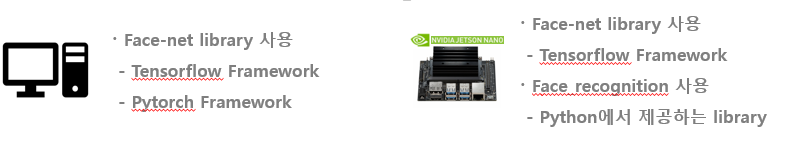 · Face-net library 사용
- Tensorflow Framework
- Pytorch Framework
NVIDIA JETSON NANO
· Face-net library 사용
- Tensorflow Framework
· Face recognition 사용
- Python에서 제공하는 library